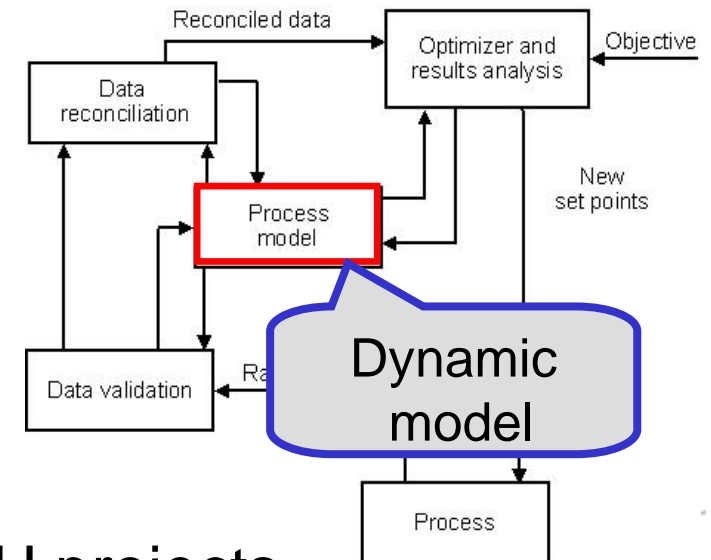 Reconciled data
Optimizer and
results analysis
Objective
Data
reconciliation
New
set points
Process
model
Dynamic
model
Data validation
Process
projects